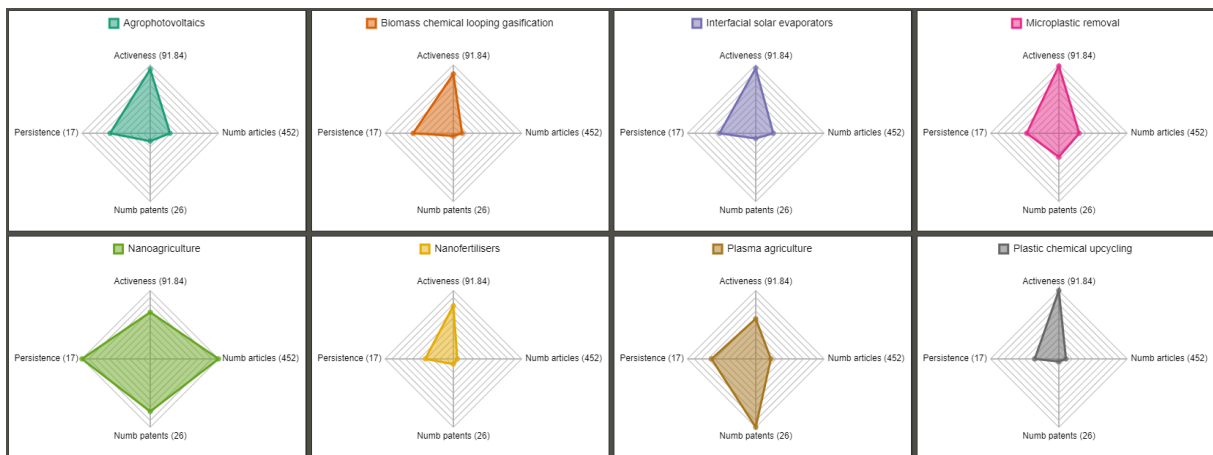 Agrophotovoltaics
Activeness (91.84)
Persistence (17)
Numb articles (452)
Numb patents (26)
Biomass chemical looping gasification
Activeness (91.84)
Persistence (17)
Numb articles (452)
Numb patents (26)
Interfacial solar evaporators
Activeness (91.84)
Persistence (17)
Numb articles (452)
Numb patents (26)
Microplastic removal
Activeness (91.84)
Persistence (17)
Numb articles (452)
Numb patents (26)
Nanoagriculture
Activeness (91.84)
Persistence (17)
Numb articles (452)
Numb patents (26)
Nanofertilisers
Activeness (91.84)
Persistence (17)
Numb articles (452)
Numb patents (26)
Plasma agriculture
Activeness (91.84)
Persistence (17)
Numb articles (452)
Numb patents (26)
Plastic chemical upcycling
Activeness (91.84)
Persistence (17)
Numb articles (452)
Numb patents (26)